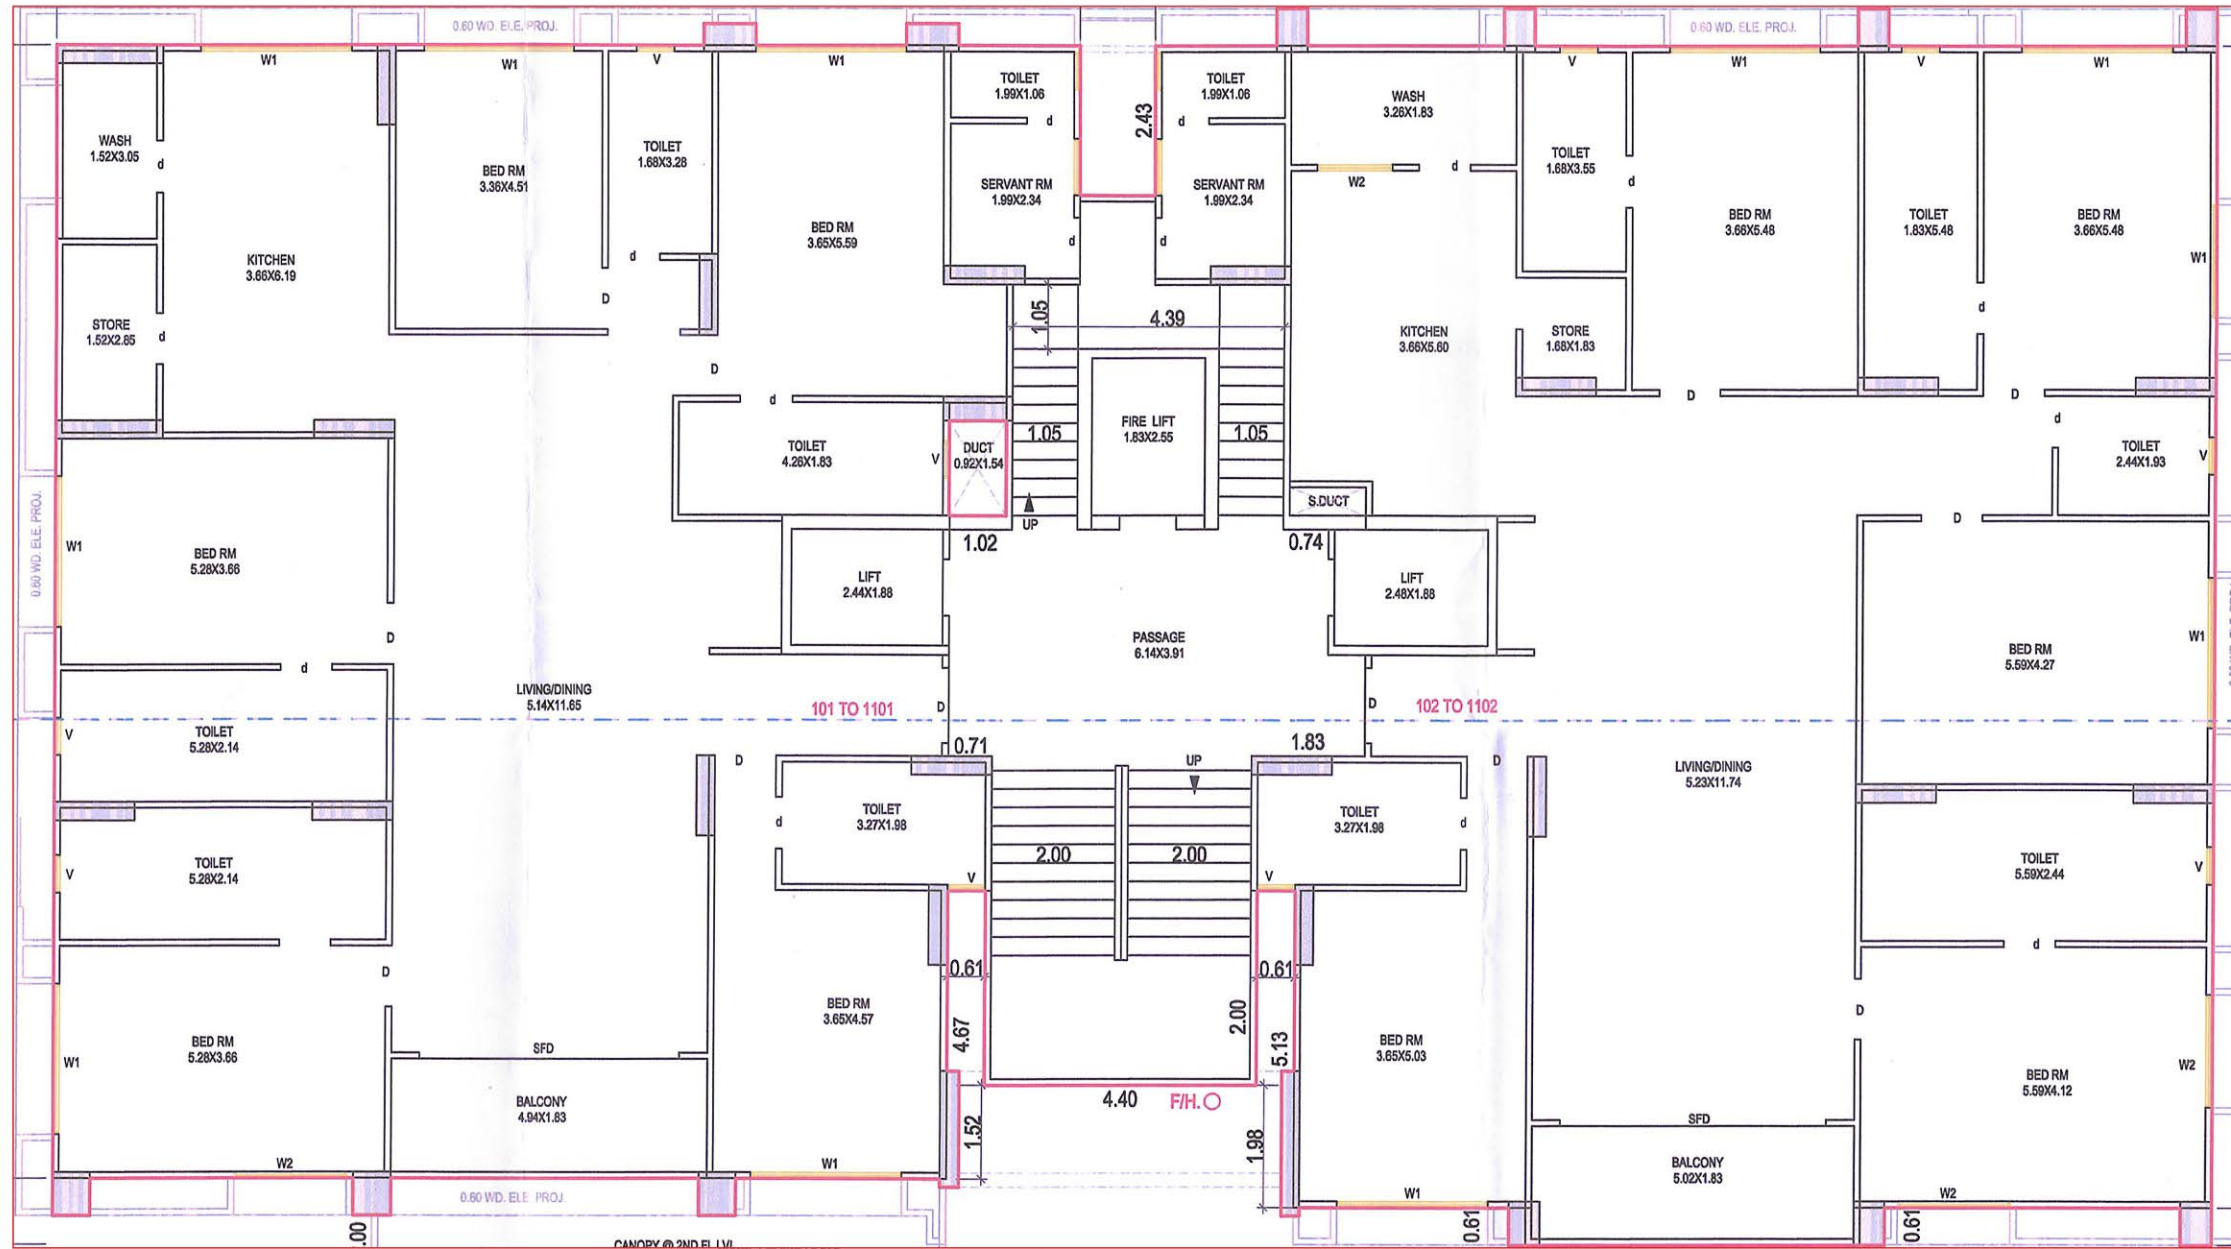 0.60 WD. ELE. PROJ.
0.60 WD. ELE. PROJ.
W1
W1
V
W1
V
W1
V
W1
TOILET
1.99X1.06
TOILET
1.99X1.06
WASH
3.26X1.83
d
d
2.43
WASH
1.52X3.05
d
TOILET
1.68X3.28
BED RM
3.36X4.51
TOILET
1.68X3.55
d
W2
d
SERVANT RM
1.99X2.34
SERVANT RM
1.99X2.34
BED RM
3.65X5.59
BED RM
3.66X5.48
TOILET
1.83X5.48
BED RM
3.66X5.48
d
d
d
W1
KITCHEN
3.66X6.19
D
d
1.05
4.39
STORE
1.52X2.85
d
KITCHEN
3.66X5.60
STORE
1.68X1.83
D
d
D
D
d
FIRE LIFT
1.83X2.55
1.05
1.05
TOILET
4.26X1.83
V
DUCT
0.92X1.54
TOILET
2.44X1.93
V
S.DUCT
UP
D
0.60 WD. ELE. PROJ.
W1
BED RM
5.28X3.66
1.02
0.74
LIFT
2.44X1.88
LIFT
2.48X1.88
D
PASSAGE
6.14X3.91
W1
BED RM
5.59X4.27
d
LIVING/DINING
5.14X11.65
101 TO 1101
D
D
102 TO 1102
V
TOILET
5.28X2.14
0.71
1.83
D
UP
D
LIVING/DINING
5.23X11.74
TOILET
3.27X1.98
d
TOILET
3.27X1.98
d
2.00
2.00
V
TOILET
5.28X2.14
V
V
TOILET
5.59X2.44
V
d
D
0.61
0.61
BED RM
3.65X4.57
4.67
2.00
5.13
D
W1
BED RM
5.28X3.66
SFD
BED RM
3.65X5.03
W2
BED RM
5.59X4.12
BALCONY
4.94X1.83
4.40
F/H.
SFD
1.52
1.98
W2
W1
BALCONY
5.02X1.83
W1
W2
0.60 WD. ELE PROJ.
.00
0.61
0.61
CANOPY @ 2ND FL LVL